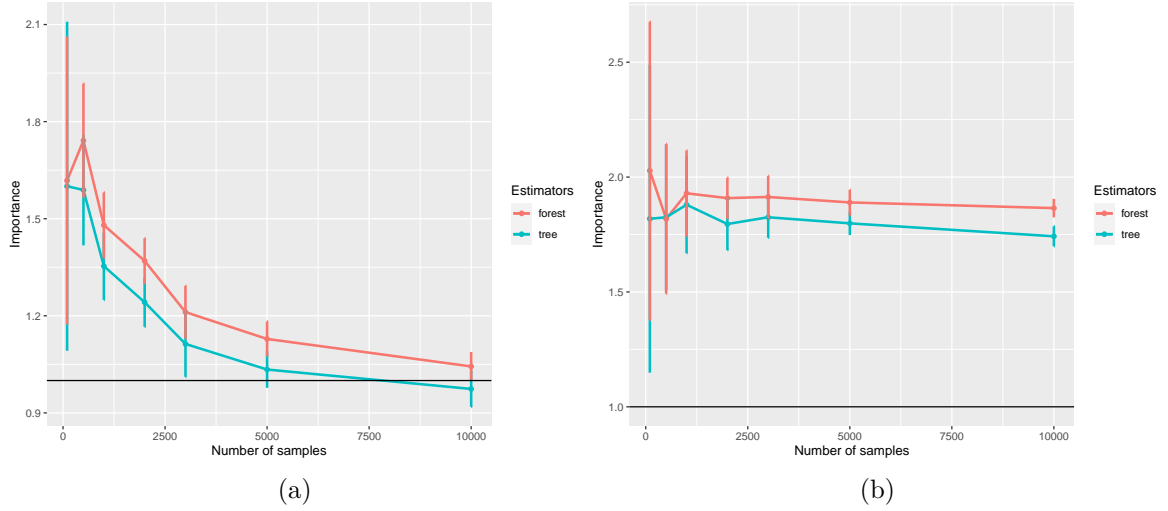 2.1
1.8
1.5
1.2
0.9
Importance
0
2500
5000
7500
10000
Number of samples
Estimators
forest
tree
(a)
2.5
2.0
1.5
1.0
Importance
0
2500
5000
7500
10000
Number of samples
Estimators
forest
tree
(b)